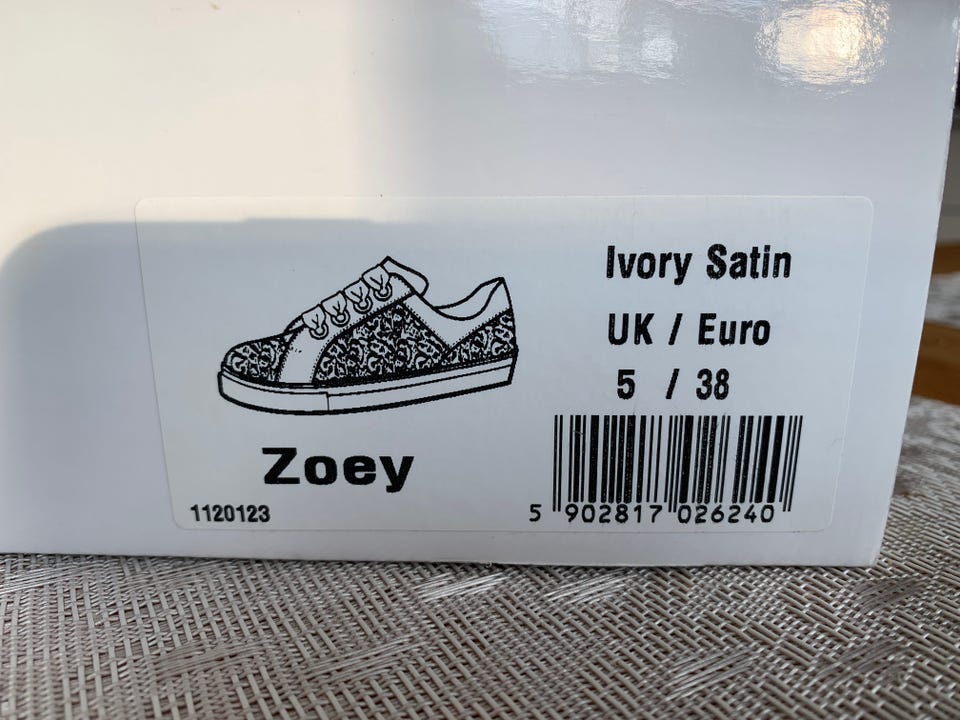 Ivory Satin
UK / Euro
5 / 38
Zoey
1120123
5 902817 026240